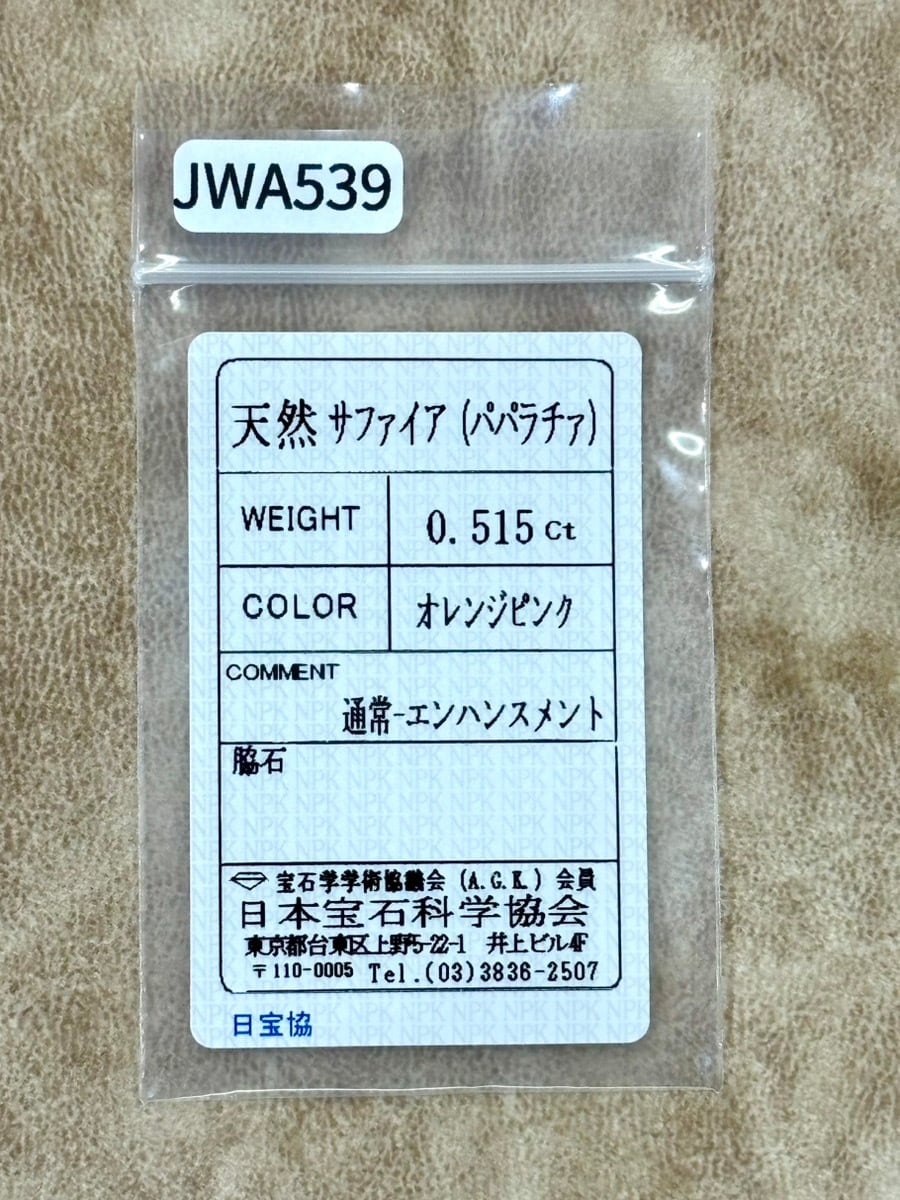 JWA539
天然 サファイア (パパラチァ)
WEIGHT 0.515 Ct
COLOR オレンジピンク
COMMENT
通常-エンハンスメント
脇石
宝石学学術協議会 (A.G.K.) 会員
日本宝石科学協会
東京都台東区上野5-22-1 井上ビル4F
〒110-0005 Tel.(03)3836-2507
日宝協